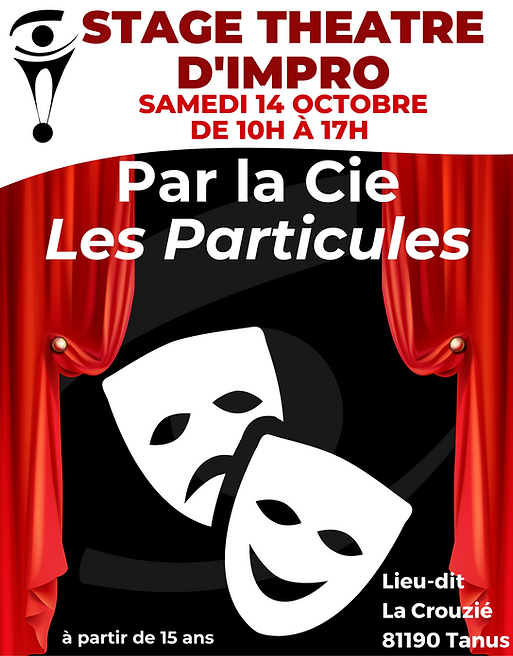 STAGE THEATRE
D'IMPRO
SAMEDI 14 OCTOBRE
DE 10H À 17H
Par la Cie
Les Particules
Lieu-dit
La Crouzié
81190 Tanus
à partir de 15 ans